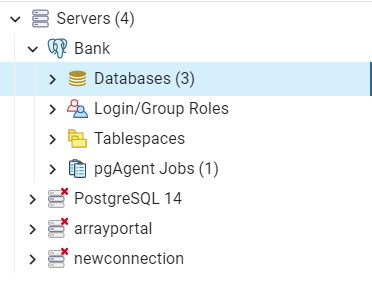 Servers (4)
Bank
Databases (3)
Login/Group Roles
Tablespaces
pgAgent Jobs (1)
PostgreSQL 14
arrayportal
newconnection